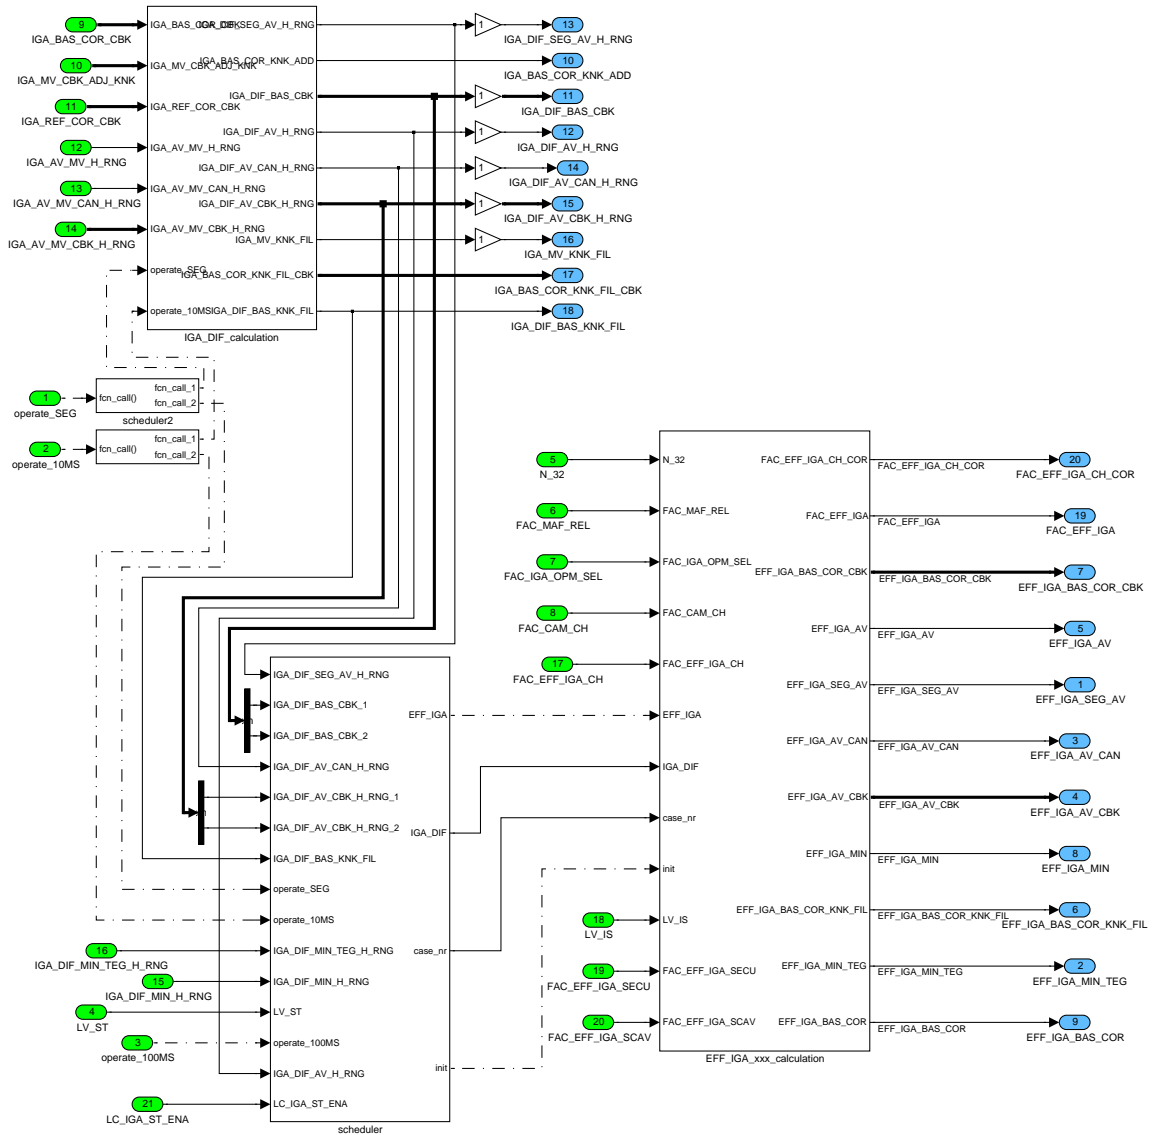 9
IGA_BAS_COR_CBK
10
IGA_MV_CBK_ADJ_KNK
11
IGA_REF_COR_CBK
12
IGA_AV_MV_H_RNG
13
IGA_AV_MV_CAN_H_RNG
14
IGA_AV_MV_CBK_H_RNG
IGA_BAS_COR_CBK
IGA_MV_CBK_ADJ_KNK
IGA_REF_COR_CBK
IGA_AV_MV_H_RNG
IGA_AV_MV_CAN_H_RNG
IGA_AV_MV_CBK_H_RNG
operate_SEG
operate_10MS
IGA_DIF_SEG_AV_H_RNG
IGA_BAS_COR_KNK_ADD
IGA_DIF_BAS_CBK
IGA_DIF_AV_H_RNG
IGA_DIF_AV_CAN_H_RNG
IGA_DIF_AV_CBK_H_RNG
IGA_MV_KNK_FIL
IGA_BAS_COR_KNK_FIL_CBK
IGA_DIF_BAS_KNK_FIL
IGA_DIF_calculation
1
1
1
1
1
1
13
IGA_DIF_SEG_AV_H_RNG
10
IGA_BAS_COR_KNK_ADD
11
IGA_DIF_BAS_CBK
12
IGA_DIF_AV_H_RNG
14
IGA_DIF_AV_CAN_H_RNG
15
IGA_DIF_AV_CBK_H_RNG
16
IGA_MV_KNK_FIL
17
IGA_BAS_COR_KNK_FIL_CBK
18
IGA_DIF_BAS_KNK_FIL
1
operate_SEG
fcn_call()
fcn_call_1
fcn_call_2
scheduler2
2
operate_10MS
fcn_call()
fcn_call_1
fcn_call_2
16
IGA_DIF_MIN_TEG_H_RNG
15
IGA_DIF_MIN_H_RNG
4
LV_ST
3
operate_100MS
21
LC_IGA_ST_ENA
IGA_DIF_SEG_AV_H_RNG
IGA_DIF_BAS_CBK_1
IGA_DIF_BAS_CBK_2
IGA_DIF_AV_CAN_H_RNG
IGA_DIF_AV_CBK_H_RNG_1
IGA_DIF_AV_CBK_H_RNG_2
IGA_DIF_BAS_KNK_FIL
operate_SEG
operate_10MS
IGA_DIF_MIN_TEG_H_RNG
IGA_DIF_MIN_H_RNG
LV_ST
operate_100MS
IGA_DIF_AV_H_RNG
LC_IGA_ST_ENA
EFF_IGA
IGA_DIF
case_nr
init
scheduler
5
N_32
6
FAC_MAF_REL
7
FAC_IGA_OPM_SEL
8
FAC_CAM_CH
17
FAC_EFF_IGA_CH
18
LV_IS
19
FAC_EFF_IGA_SECU
20
FAC_EFF_IGA_SCAV
N_32
FAC_MAF_REL
FAC_IGA_OPM_SEL
FAC_CAM_CH
FAC_EFF_IGA_CH
EFF_IGA
IGA_DIF
case_nr
init
LV_IS
FAC_EFF_IGA_SECU
FAC_EFF_IGA_SCAV
FAC_EFF_IGA_CH_COR
FAC_EFF_IGA
EFF_IGA_BAS_COR_CBK
EFF_IGA_AV
EFF_IGA_SEG_AV
EFF_IGA_AV_CAN
EFF_IGA_AV_CBK
EFF_IGA_MIN
EFF_IGA_BAS_COR_KNK_FIL
EFF_IGA_MIN_TEG
EFF_IGA_BAS_COR
EFF_IGA_xxx_calculation
FAC_EFF_IGA_CH_COR
FAC_EFF_IGA
EFF_IGA_BAS_COR_CBK
EFF_IGA_AV
EFF_IGA_SEG_AV
EFF_IGA_AV_CAN
EFF_IGA_AV_CBK
EFF_IGA_MIN
EFF_IGA_BAS_COR_KNK_FIL
EFF_IGA_MIN_TEG
EFF_IGA_BAS_COR
20
FAC_EFF_IGA_CH_COR
19
FAC_EFF_IGA
7
EFF_IGA_BAS_COR_CBK
5
EFF_IGA_AV
1
EFF_IGA_SEG_AV
3
EFF_IGA_AV_CAN
4
EFF_IGA_AV_CBK
8
EFF_IGA_MIN
6
EFF_IGA_BAS_COR_KNK_FIL
2
EFF_IGA_MIN_TEG
9
EFF_IGA_BAS_COR